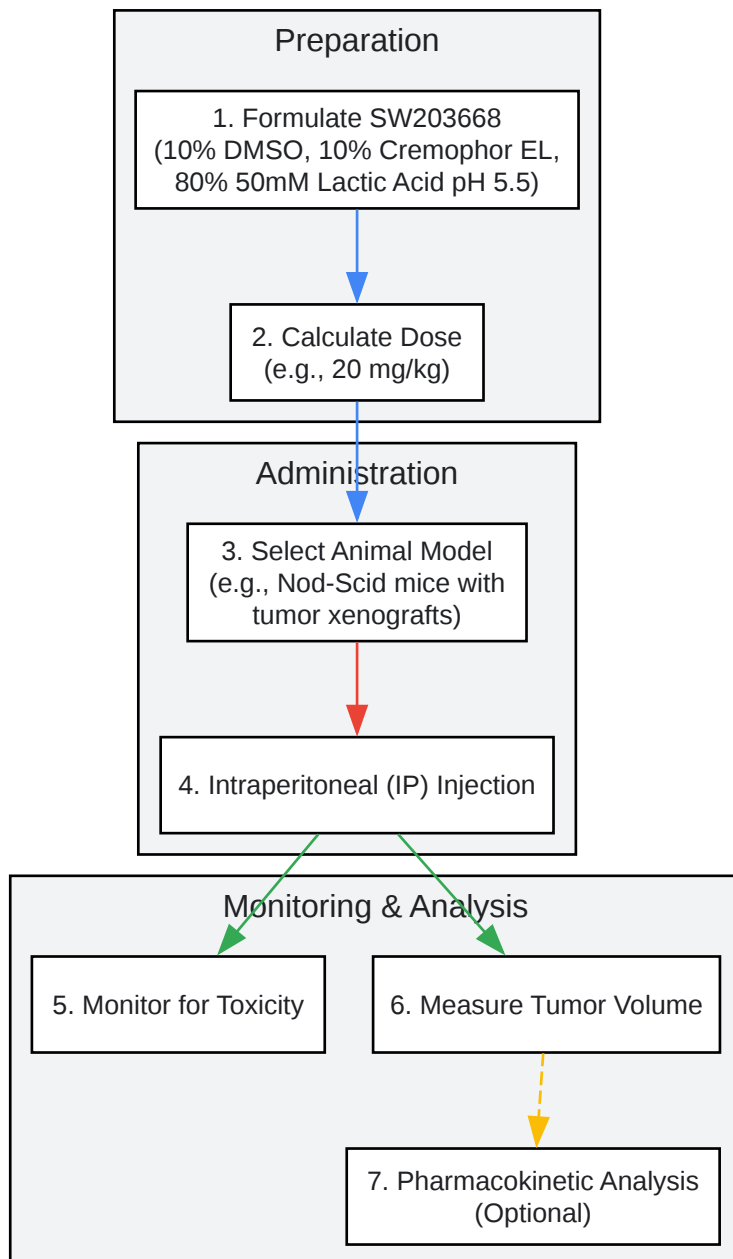 Preparation
1. Formulate SW203668
(10% DMSO, 10% Cremophor EL,
80% 50mM Lactic Acid pH 5.5)
2. Calculate Dose
(e.g., 20 mg/kg)
Administration
3. Select Animal Model
(e.g., Nod-Scid mice with
tumor xenografts)
4. Intraperitoneal (IP) Injection
Monitoring & Analysis
5. Monitor for Toxicity
6. Measure Tumor Volume
7. Pharmacokinetic Analysis
(Optional)